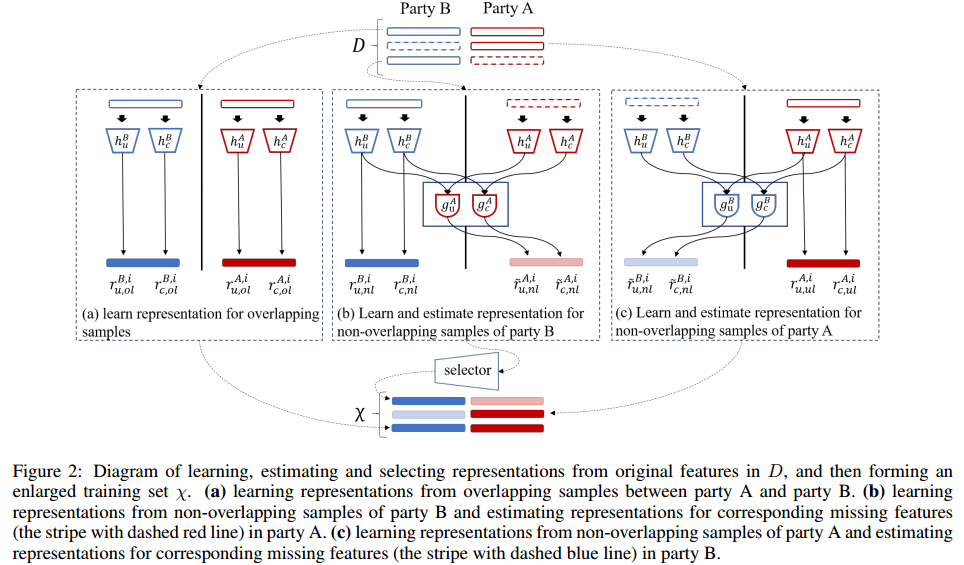 Party B Party A
D
h_u^B h_c^B h_u^A h_c^A
h_u^B h_c^B h_u^A h_c^A
h_u^B h_c^B h_u^A h_c^A
g_u^A g_c^A
g_u^B g_c^B
r_{u,ol}^{B,i} r_{c,ol}^{B,i} r_{u,ol}^{A,i} r_{c,ol}^{A,i}
r_{u,nl}^{B,i} r_{c,nl}^{B,i} r̃_{u,nl}^{A,i} r̃_{c,nl}^{A,i}
r̃_{u,nl}^{B,i} r̃_{c,nl}^{B,i} r_{u,ul}^{A,i} r_{c,ul}^{A,i}
(a) learn representation for overlapping
samples
(b) Learn and estimate representation for
non-overlapping samples of party B
(c) Learn and estimate representation for
non-overlapping samples of party A
selector
χ
Figure 2: Diagram of learning, estimating and selecting representations from original features in D, and then forming an
enlarged training set χ. (a) learning representations from overlapping samples between party A and party B. (b) learning
representations from non-overlapping samples of party B and estimating representations for corresponding missing features
(the stripe with dashed red line) in party A. (c) learning representations from non-overlapping samples of party A and estimating
representations for corresponding missing features (the stripe with dashed blue line) in party B.